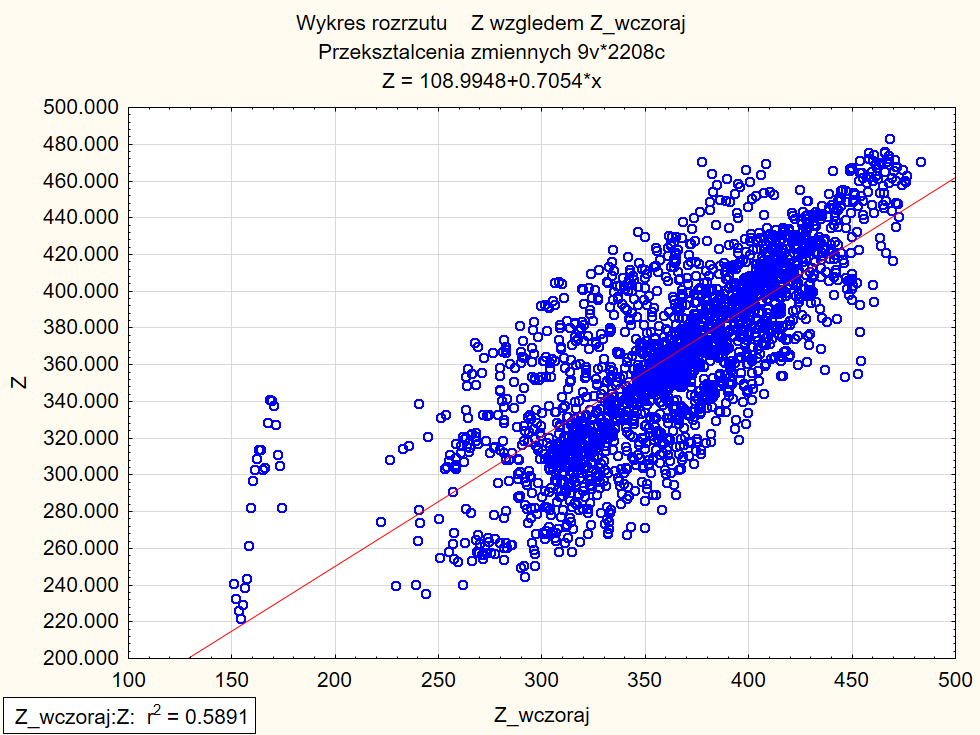 Wykres rozrzutu    Z wzgledem Z_wczoraj
Przeksztalcenia zmiennych 9v*2208c
Z = 108.9948+0.7054*x
500.000
480.000
460.000
440.000
420.000
400.000
380.000
360.000
340.000
320.000
300.000
280.000
260.000
240.000
220.000
200.000
Z
100 150 200 250 300 350 400 450 500
Z_wczoraj
Z_wczoraj:Z:  r² = 0.5891